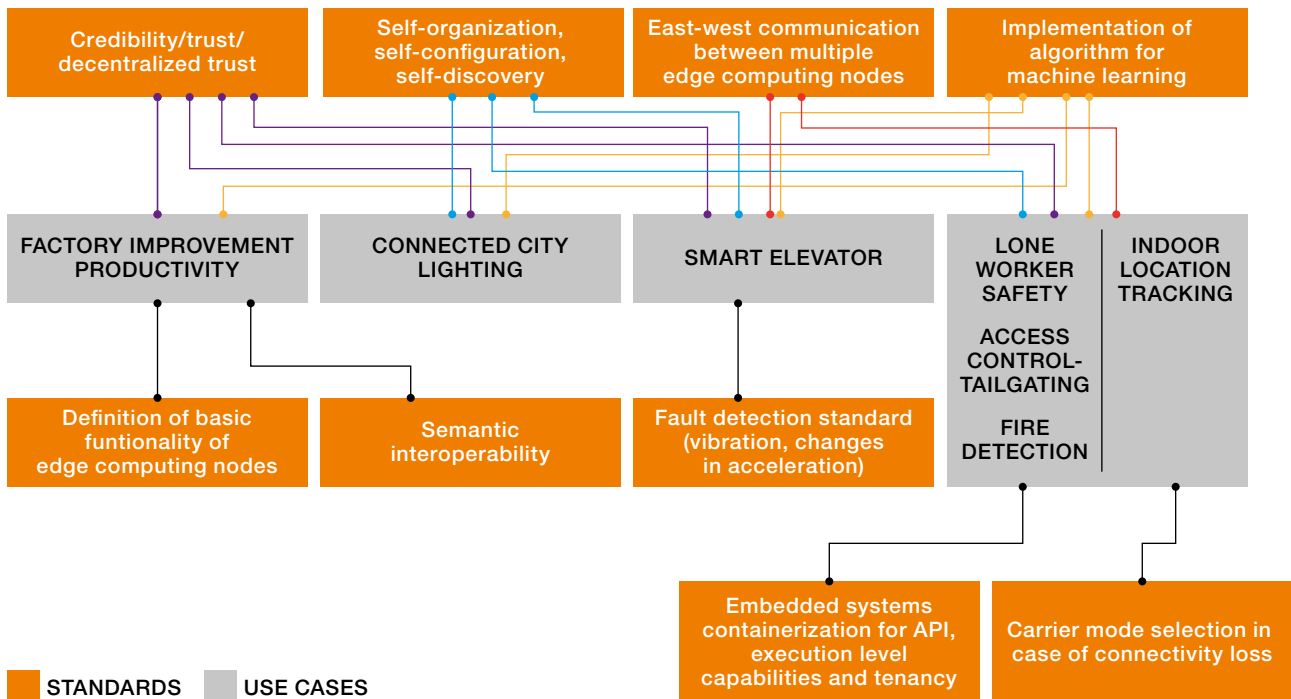 Credibility/trust/
decentralized trust
Self-organization,
self-configuration,
self-discovery
East-west communication
between multiple
edge computing nodes
Implementation of
algorithm for
machine learning
FACTORY IMPROVEMENT
PRODUCTIVITY
CONNECTED CITY
LIGHTING
SMART ELEVATOR
LONE
WORKER
SAFETY
ACCESS
CONTROL-
TAILGATING
FIRE
DETECTION
INDOOR
LOCATION
TRACKING
Definition of basic
funtionality of
edge computing nodes
Semantic
interoperability
Fault detection standard
(vibration, changes
in acceleration)
Embedded systems
containerization for API,
execution level
capabilities and tenancy
Carrier mode selection in
case of connectivity loss
STANDARDS
USE CASES